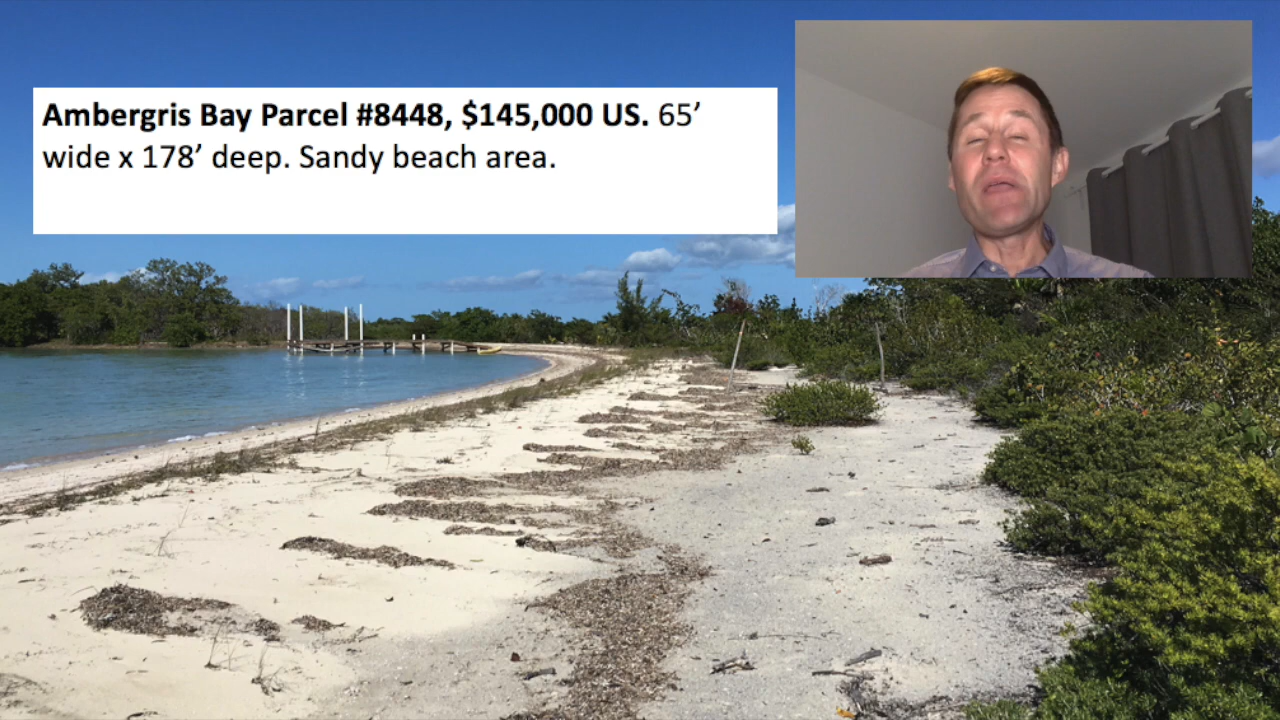 Ambergris Bay Parcel #8448, $145,000 US. 65’
wide x 178’ deep. Sandy beach area.